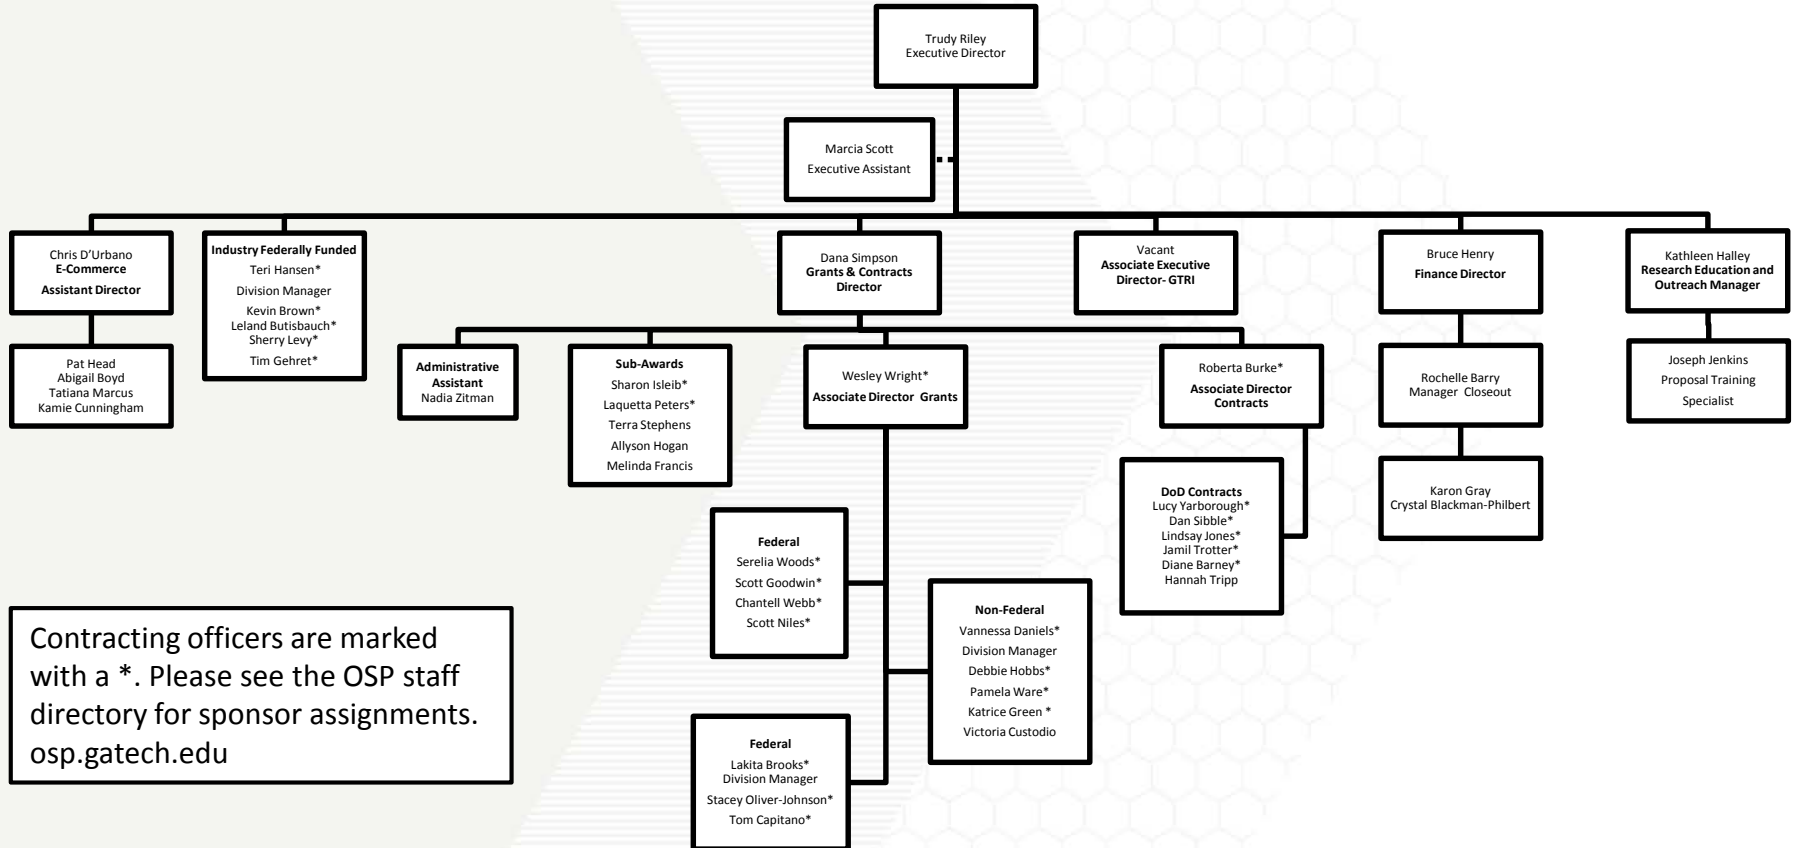 Trudy Riley
Executive Director
Marcia Scott
Executive Assistant
Chris D’Urbano
E-Commerce
Assistant Director
Industry Federally Funded
Teri Hansen*
Division Manager
Kevin Brown*
Leland Butisbauch*
Sherry Levy*
Tim Gehret*
Dana Simpson
Grants & Contracts
Director
Vacant
Associate Executive
Director- GTRI
Bruce Henry
Finance Director
Kathleen Halley
Research Education and
Outreach Manager
Pat Head
Abigail Boyd
Tatiana Marcus
Kamie Cunningham
Administrative
Assistant
Nadia Zitman
Sub-Awards
Sharon Isleib*
Laquetta Peters*
Terra Stephens
Allyson Hogan
Melinda Francis
Wesley Wright*
Associate Director Grants
Roberta Burke*
Associate Director
Contracts
Rochelle Barry
Manager Closeout
Joseph Jenkins
Proposal Training
Specialist
DoD Contracts
Lucy Yarborough*
Dan Sibble*
Lindsay Jones*
Jamil Trotter*
Diane Barney*
Hannah Tripp
Karon Gray
Crystal Blackman-Philbert
Federal
Serelia Woods*
Scott Goodwin*
Chantell Webb*
Scott Niles*
Non-Federal
Vannessa Daniels*
Division Manager
Debbie Hobbs*
Pamela Ware*
Katrice Green *
Victoria Custodio
Federal
Lakita Brooks*
Division Manager
Stacey Oliver-Johnson*
Tom Capitano*
Contracting officers are marked
with a *. Please see the OSP staff
directory for sponsor assignments.
osp.gatech.edu